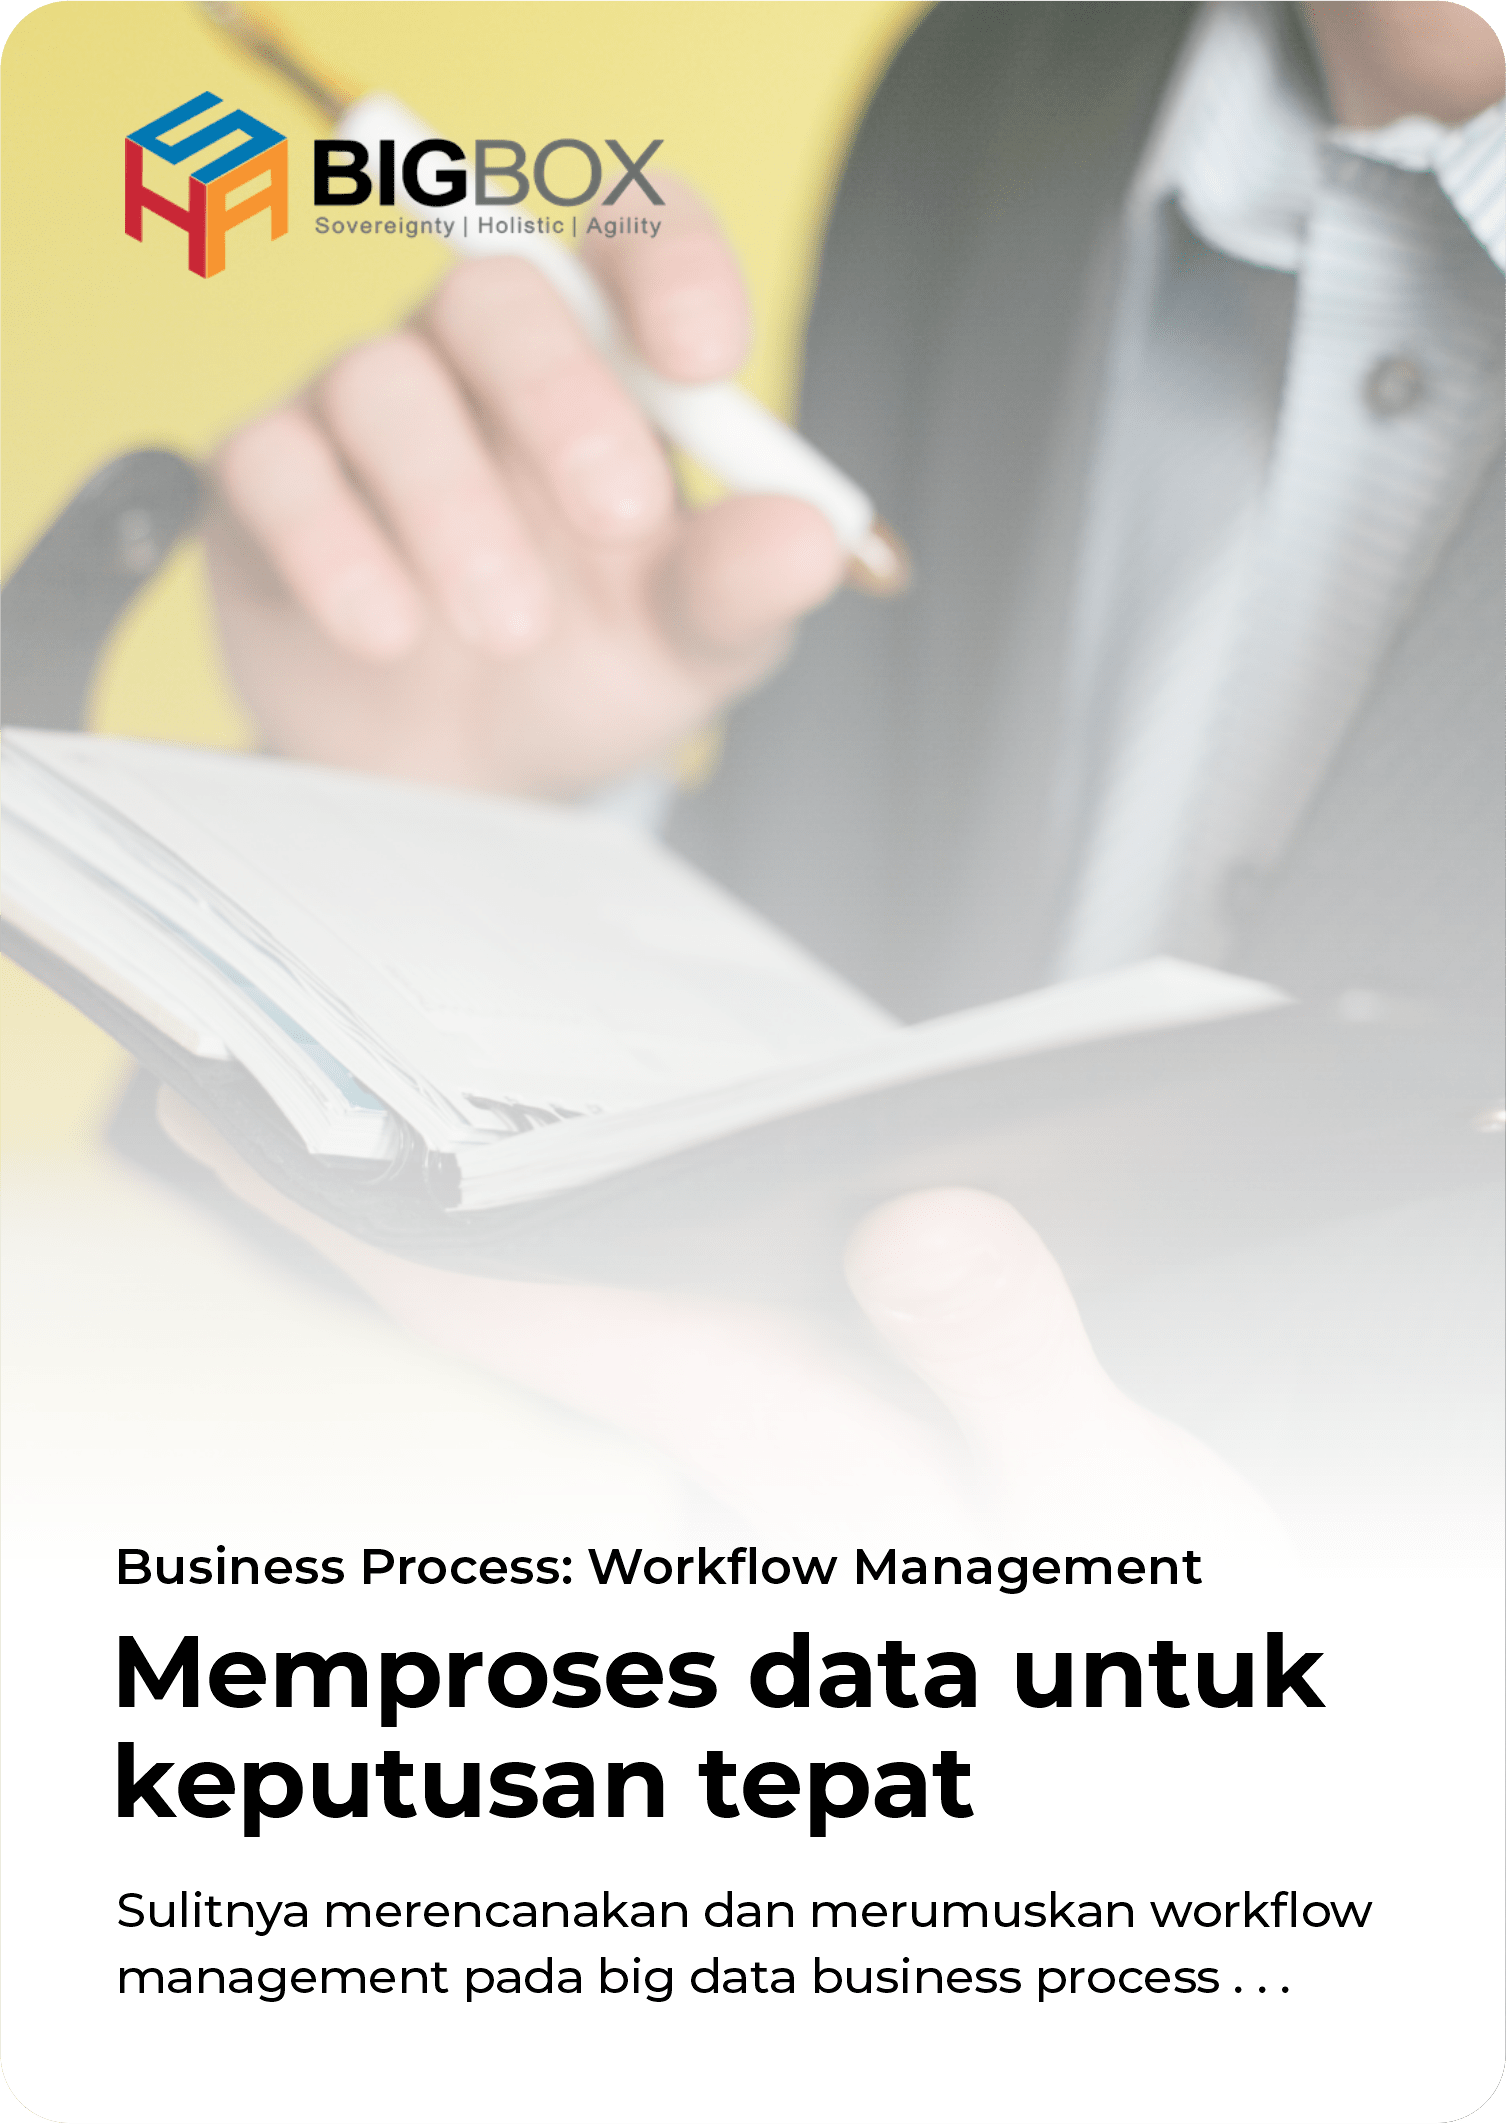 SHA
BIGBOX
Sovereignty | Holistic | Agility
Business Process: Workflow Management
Memproses data untuk
keputusan tepat
Sulitnya merencanakan dan merumuskan workflow
management pada big data business process . . .